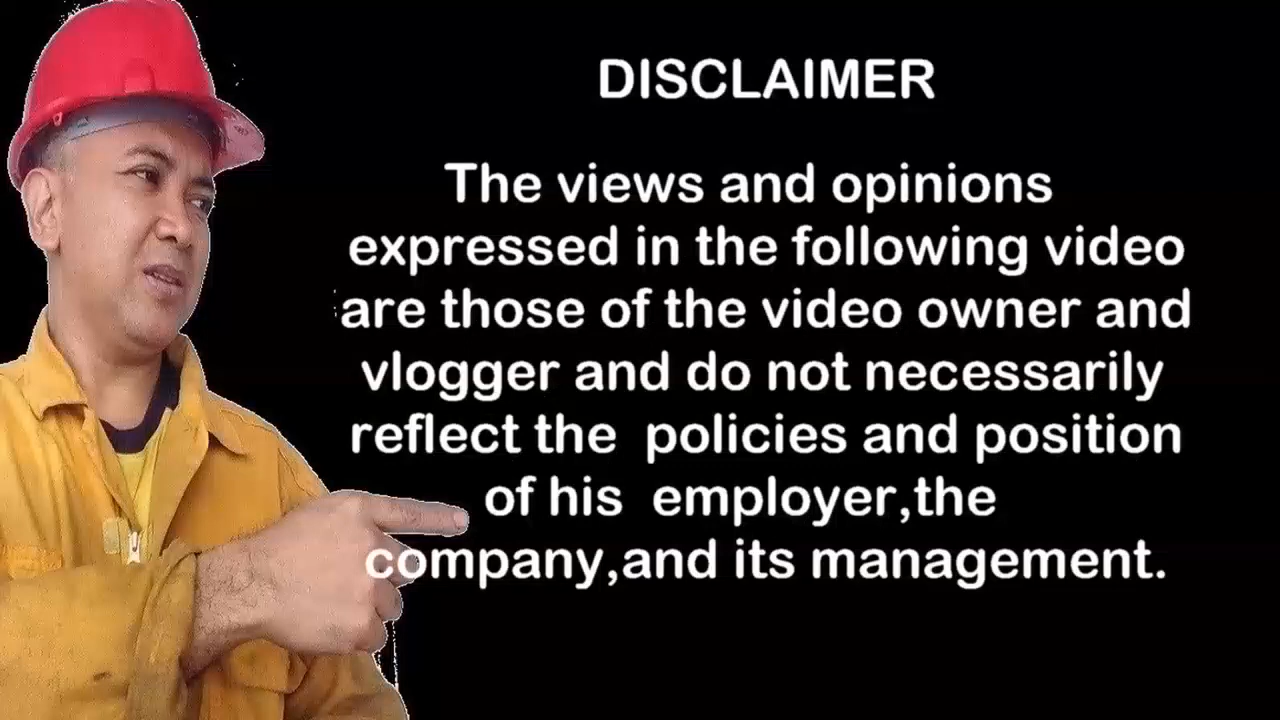 DISCLAIMER
The views and opinions
expressed in the following video
are those of the video owner and
vlogger and do not necessarily
reflect the  policies and position
of his  employer,the
company,and its management.